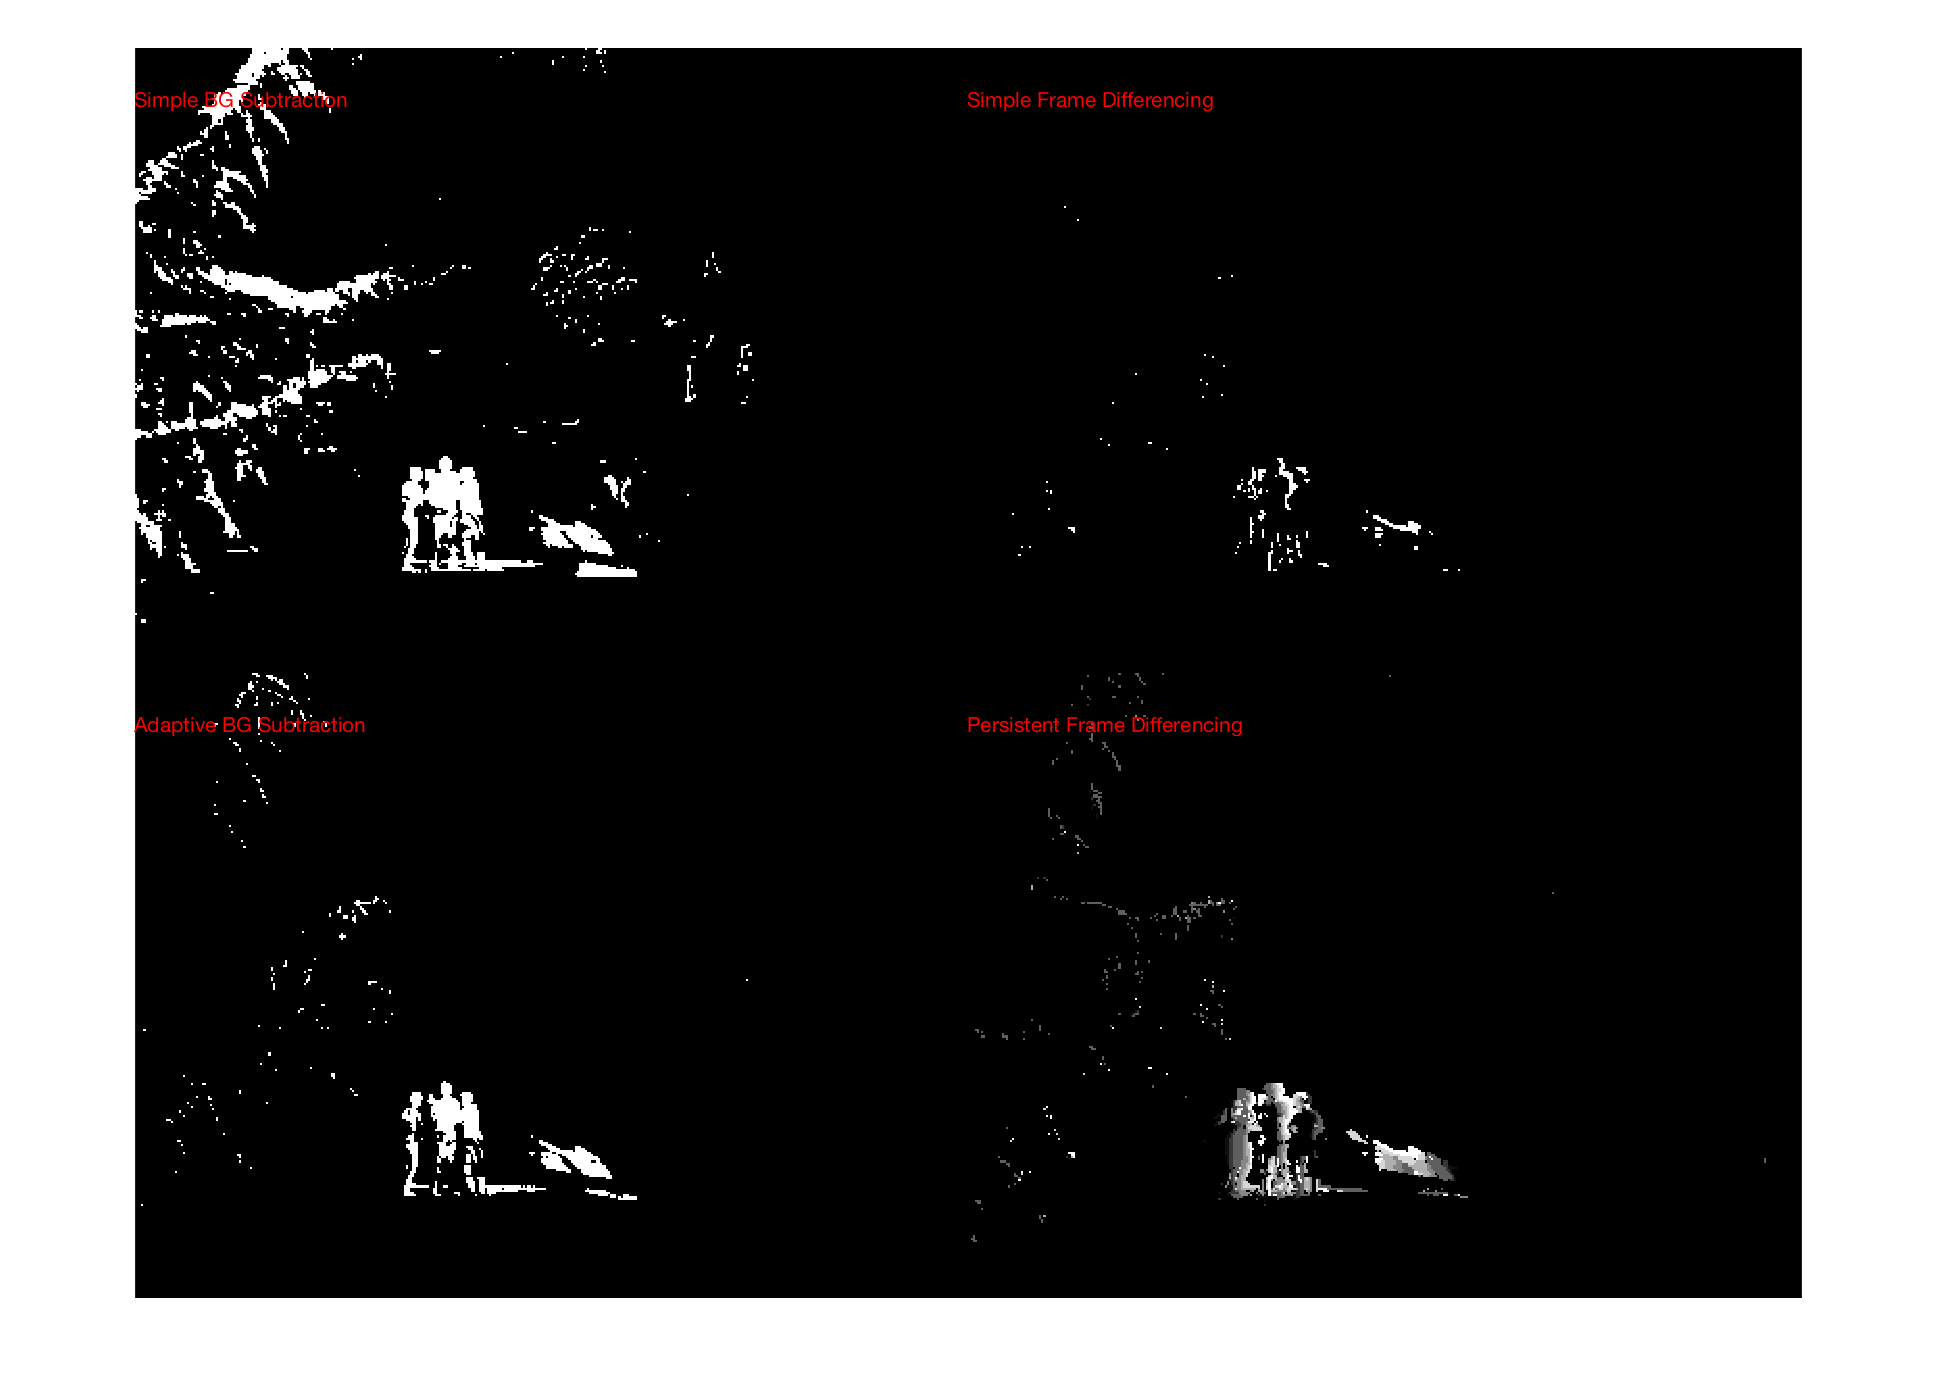 Simple BG Subtraction
Simple Frame Differencing
Adaptive BG Subtraction
Persistent Frame Differencing